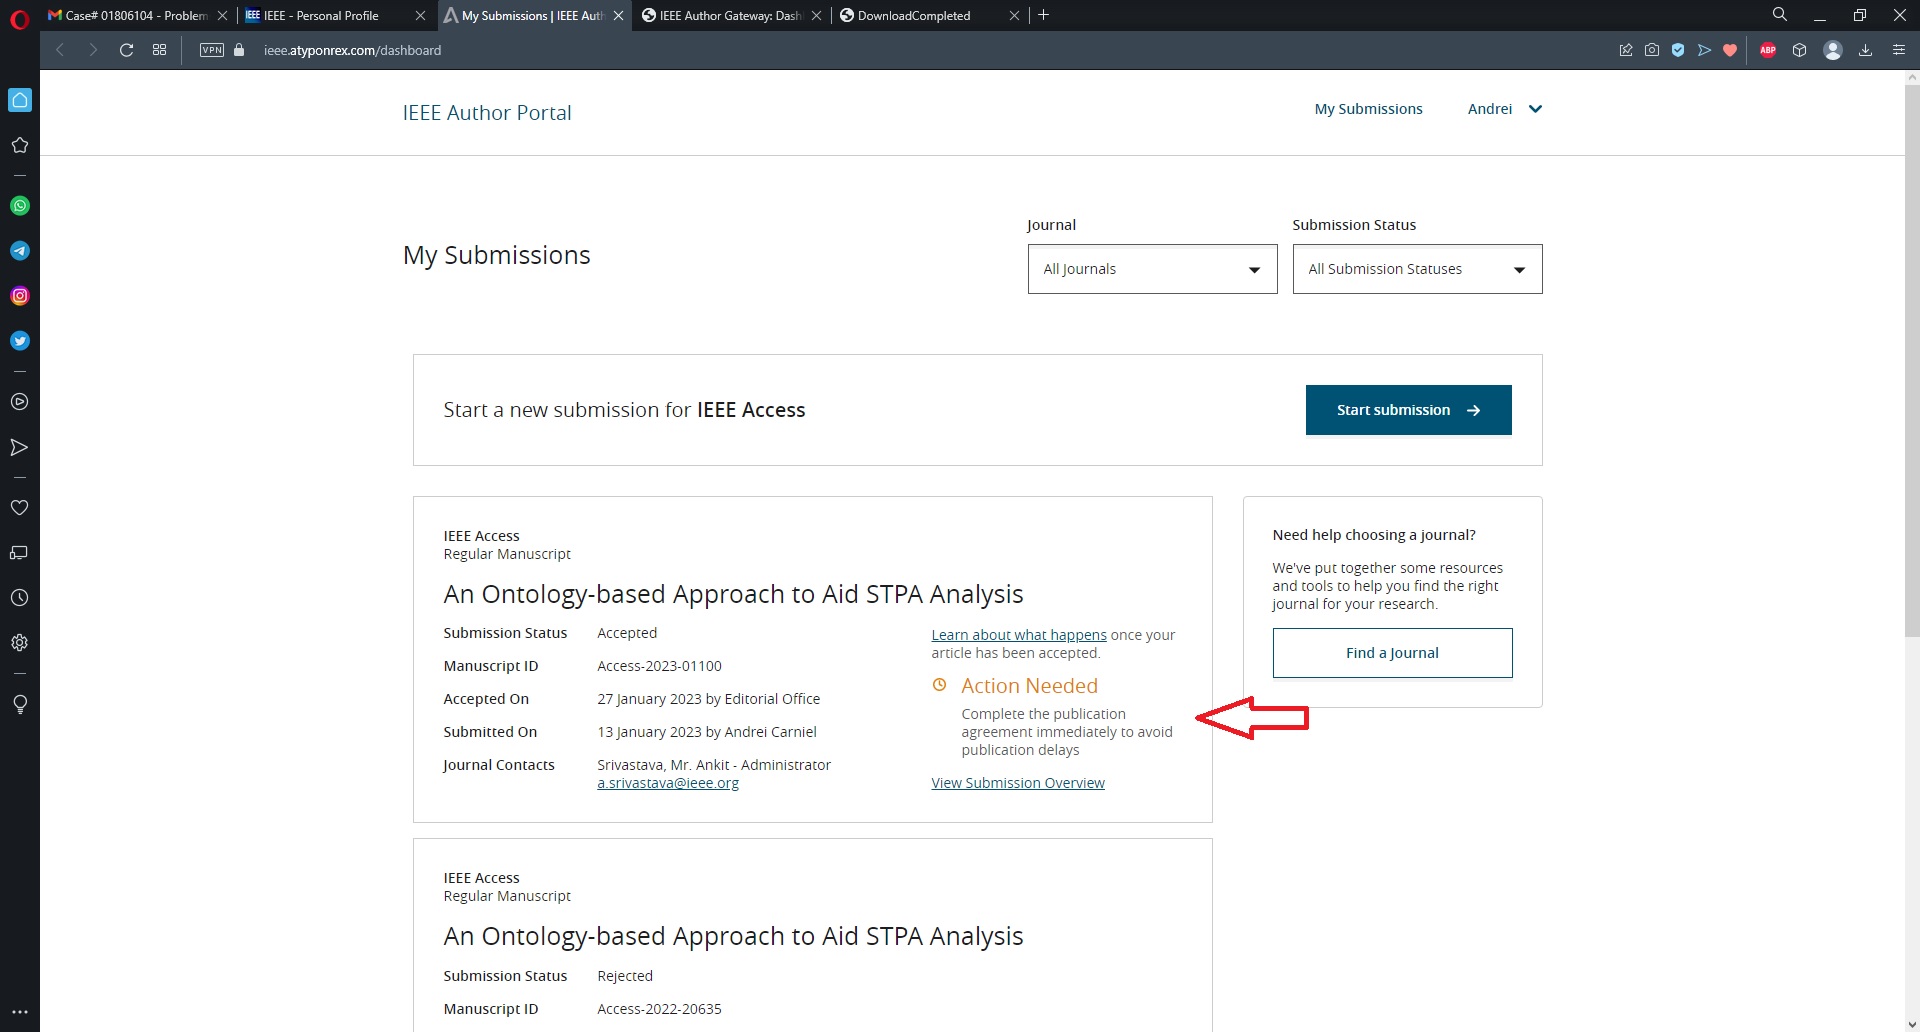 Case# 01806104 - Problem
IEEE IEEE - Personal Profile
My Submissions | IEEE Auth
IEEE Author Gateway: Dash
DownloadCompleted
VPN
ieee.atyponrex.com/dashboard
ABP
IEEE Author Portal
My Submissions
Andrei
My Submissions
Journal
All Journals
Submission Status
All Submission Statuses
Start a new submission for IEEE Access
Start submission
IEEE Access
Regular Manuscript
An Ontology-based Approach to Aid STPA Analysis
Submission Status Accepted
Manuscript ID Access-2023-01100
Accepted On 27 January 2023 by Editorial Office
Submitted On 13 January 2023 by Andrei Carniel
Journal Contacts Srivastava, Mr. Ankit - Administrator
a.srivastava@ieee.org
Learn about what happens once your
article has been accepted.
Action Needed
Complete the publication
agreement immediately to avoid
publication delays
View Submission Overview
Need help choosing a journal?
We've put together some resources
and tools to help you find the right
journal for your research.
Find a Journal
IEEE Access
Regular Manuscript
An Ontology-based Approach to Aid STPA Analysis
Submission Status Rejected
Manuscript ID Access-2022-20635